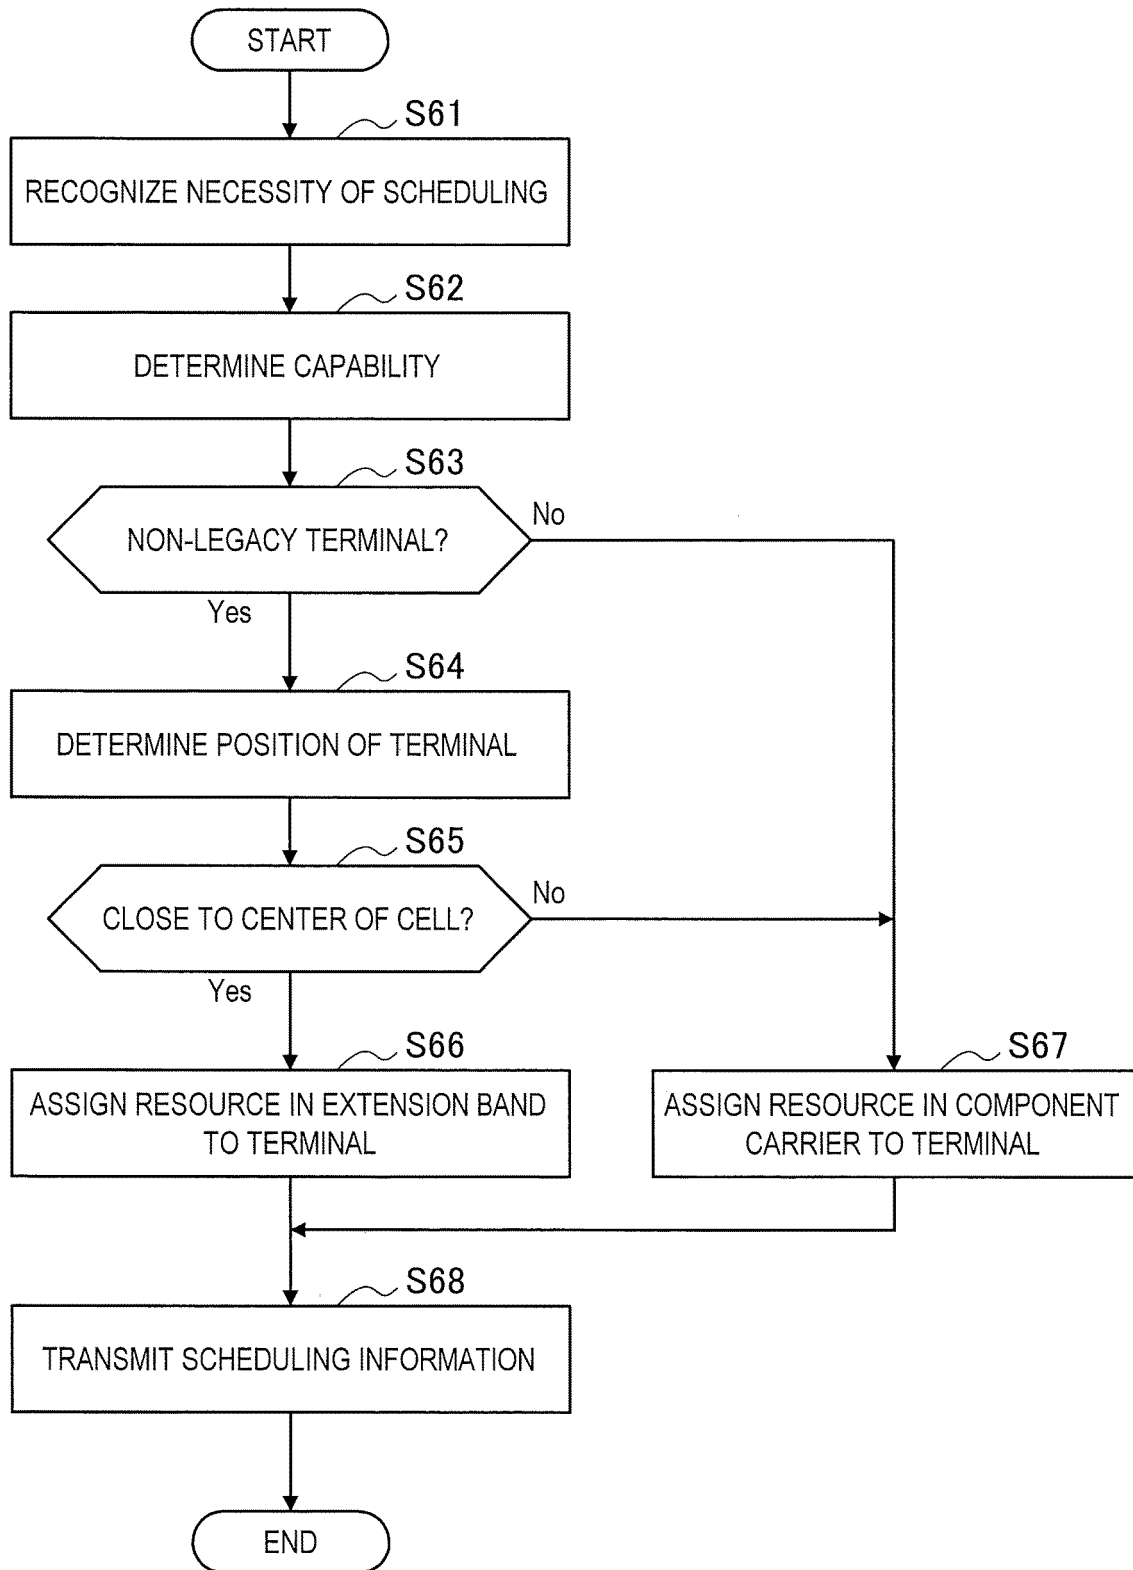 START
S61
RECOGNIZE NECESSITY OF SCHEDULING
S62
DETERMINE CAPABILITY
S63
NON-LEGACY TERMINAL?
No
Yes
S64
DETERMINE POSITION OF TERMINAL
S65
CLOSE TO CENTER OF CELL?
No
Yes
S66
ASSIGN RESOURCE IN EXTENSION BAND
TO TERMINAL
S67
ASSIGN RESOURCE IN COMPONENT
CARRIER TO TERMINAL
S68
TRANSMIT SCHEDULING INFORMATION
END